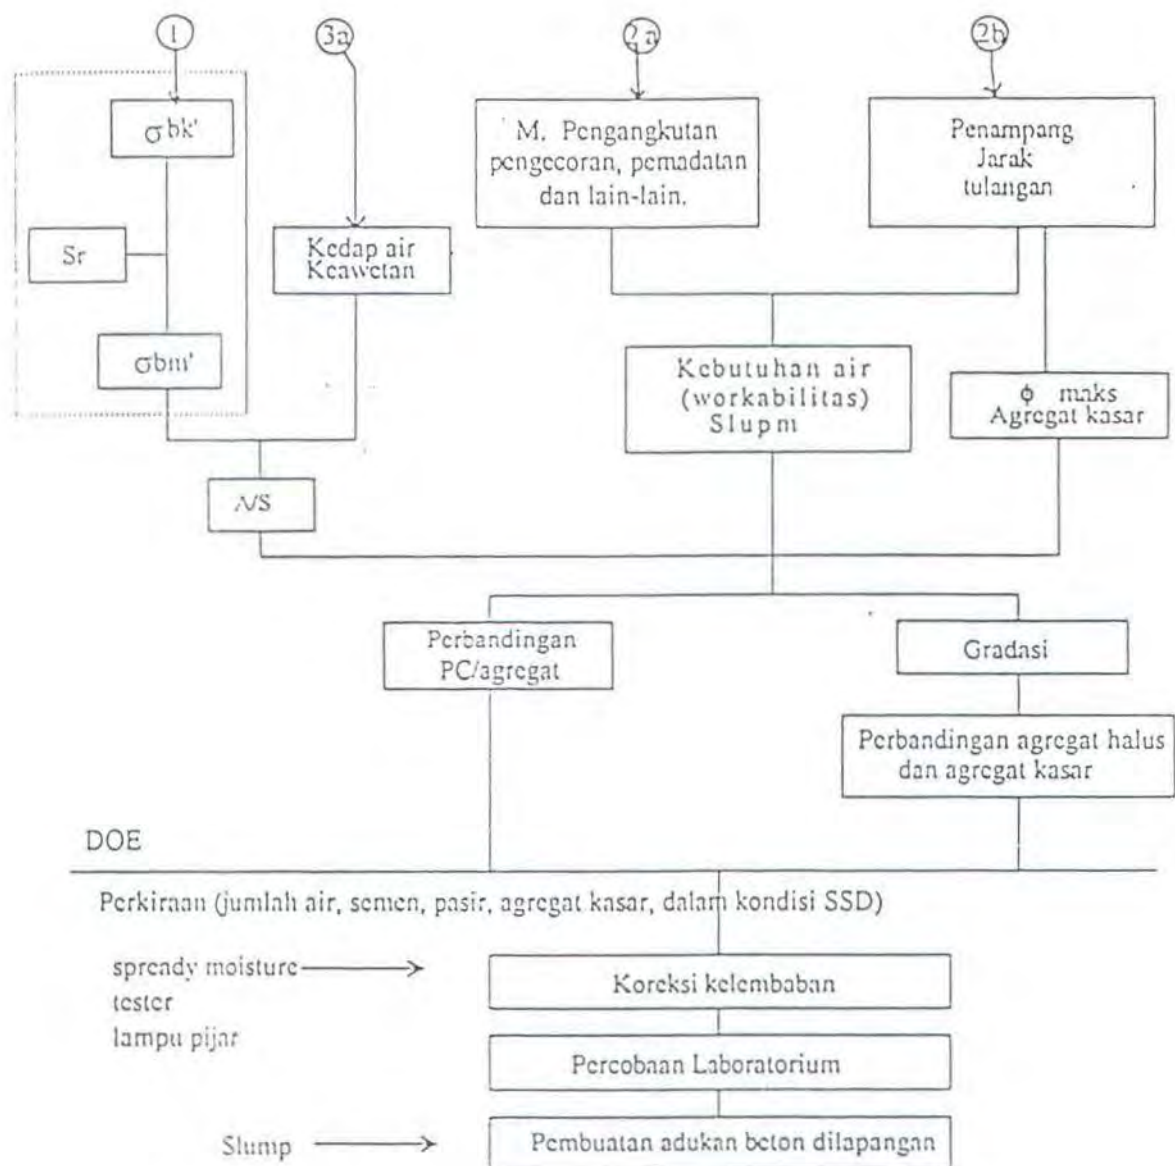 1
3a
2a
2b
σbk'
M. Pengangkutan
pengecoran, pemadatan
dan lain-lain.
Penampang
Jarak
tulangan
Sr
Kedap air
Keawetan
σbm'
Kebutuhan air
(workabilitas)
Slupm
ϕ maks
Agregat kasar
A/S
Perbandingan
PC/agregat
Gradasi
Perbandingan agregat halus
dan agregat kasar
DOE
Perkiraan (jumlah air, semen, pasir, agregat kasar, dalam kondisi SSD)
spready moisture
tester
lampu pijar
Koreksi kelembaban
Percobaan Laboratorium
Slump
Pembuatan adukan beton dilapangan